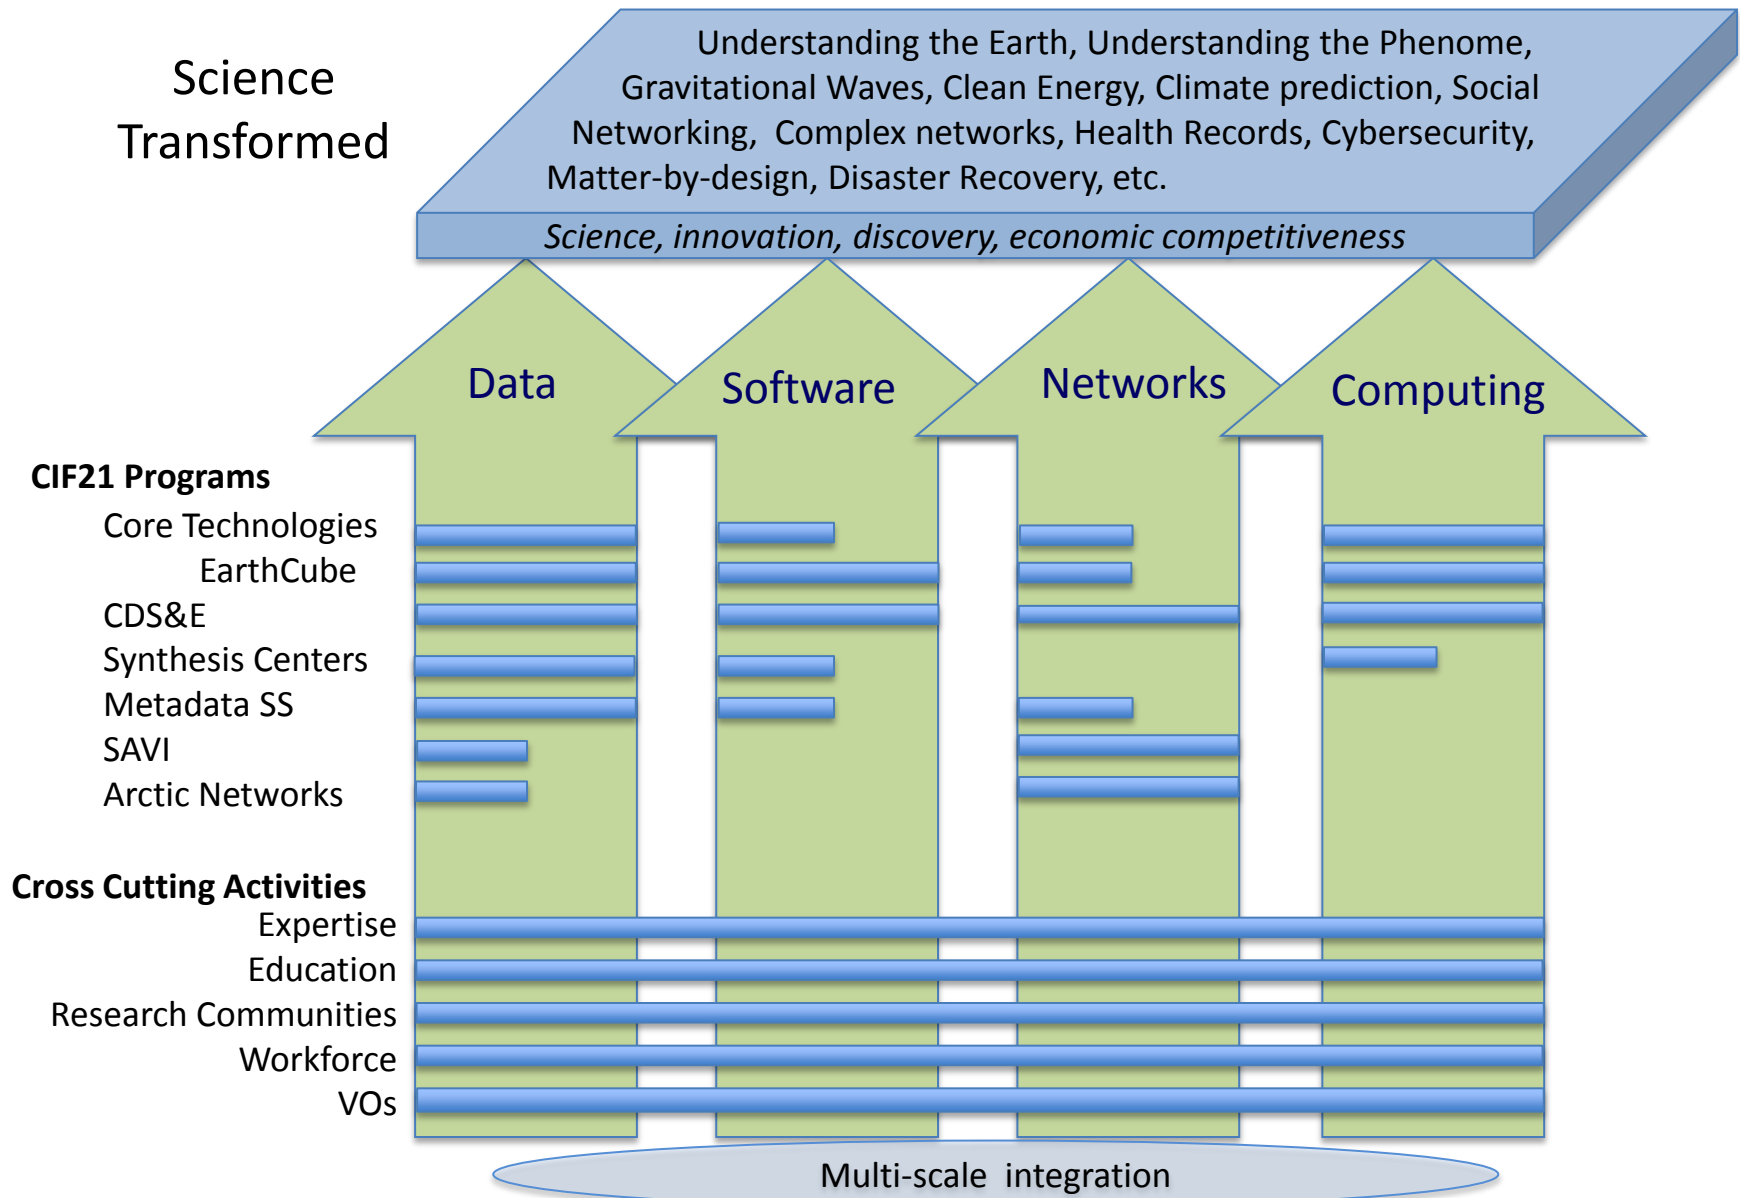 Science
Transformed
Understanding the Earth, Understanding the Phenome,
Gravitational Waves, Clean Energy, Climate prediction, Social
Networking, Complex networks, Health Records, Cybersecurity,
Matter-by-design, Disaster Recovery, etc.
Science, innovation, discovery, economic competitiveness
Data
Software
Networks
Computing
CIF21 Programs
Core Technologies
EarthCube
CDS&E
Synthesis Centers
Metadata SS
SAVI
Arctic Networks
Cross Cutting Activities
Expertise
Education
Research Communities
Workforce
VOs
Multi-scale integration